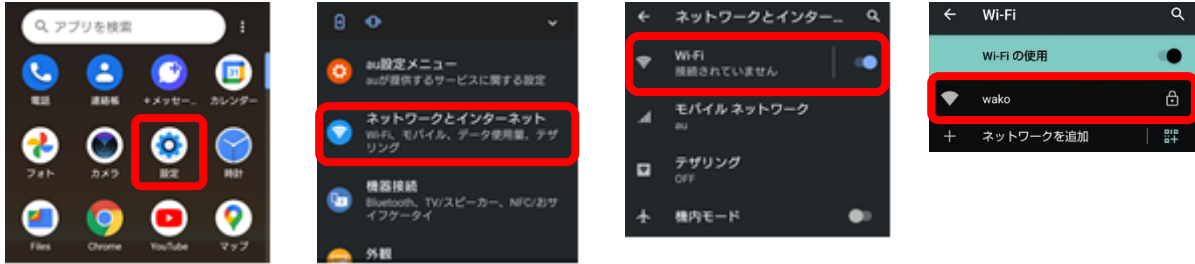 アプリを検索
電話
連絡帳
+メッセー...
カレンダー
31
フォト
カメラ
設定
時計
Files
Chrome
YouTube
マップ
au設定メニュー
auが提供するサービスに関する設定
ネットワークとインターネット
Wi-Fi、モバイル、データ使用量、テザ
リング
機器接続
Bluetooth、TV/スピーカー、NFC/おサ
イフケータイ
外観
ネットワークとインター...
Wi-Fi
接続されていません
モバイル ネットワーク
au
テザリング
OFF
機内モード
Wi-Fi
Wi-Fi の使用
wako
ネットワークを追加